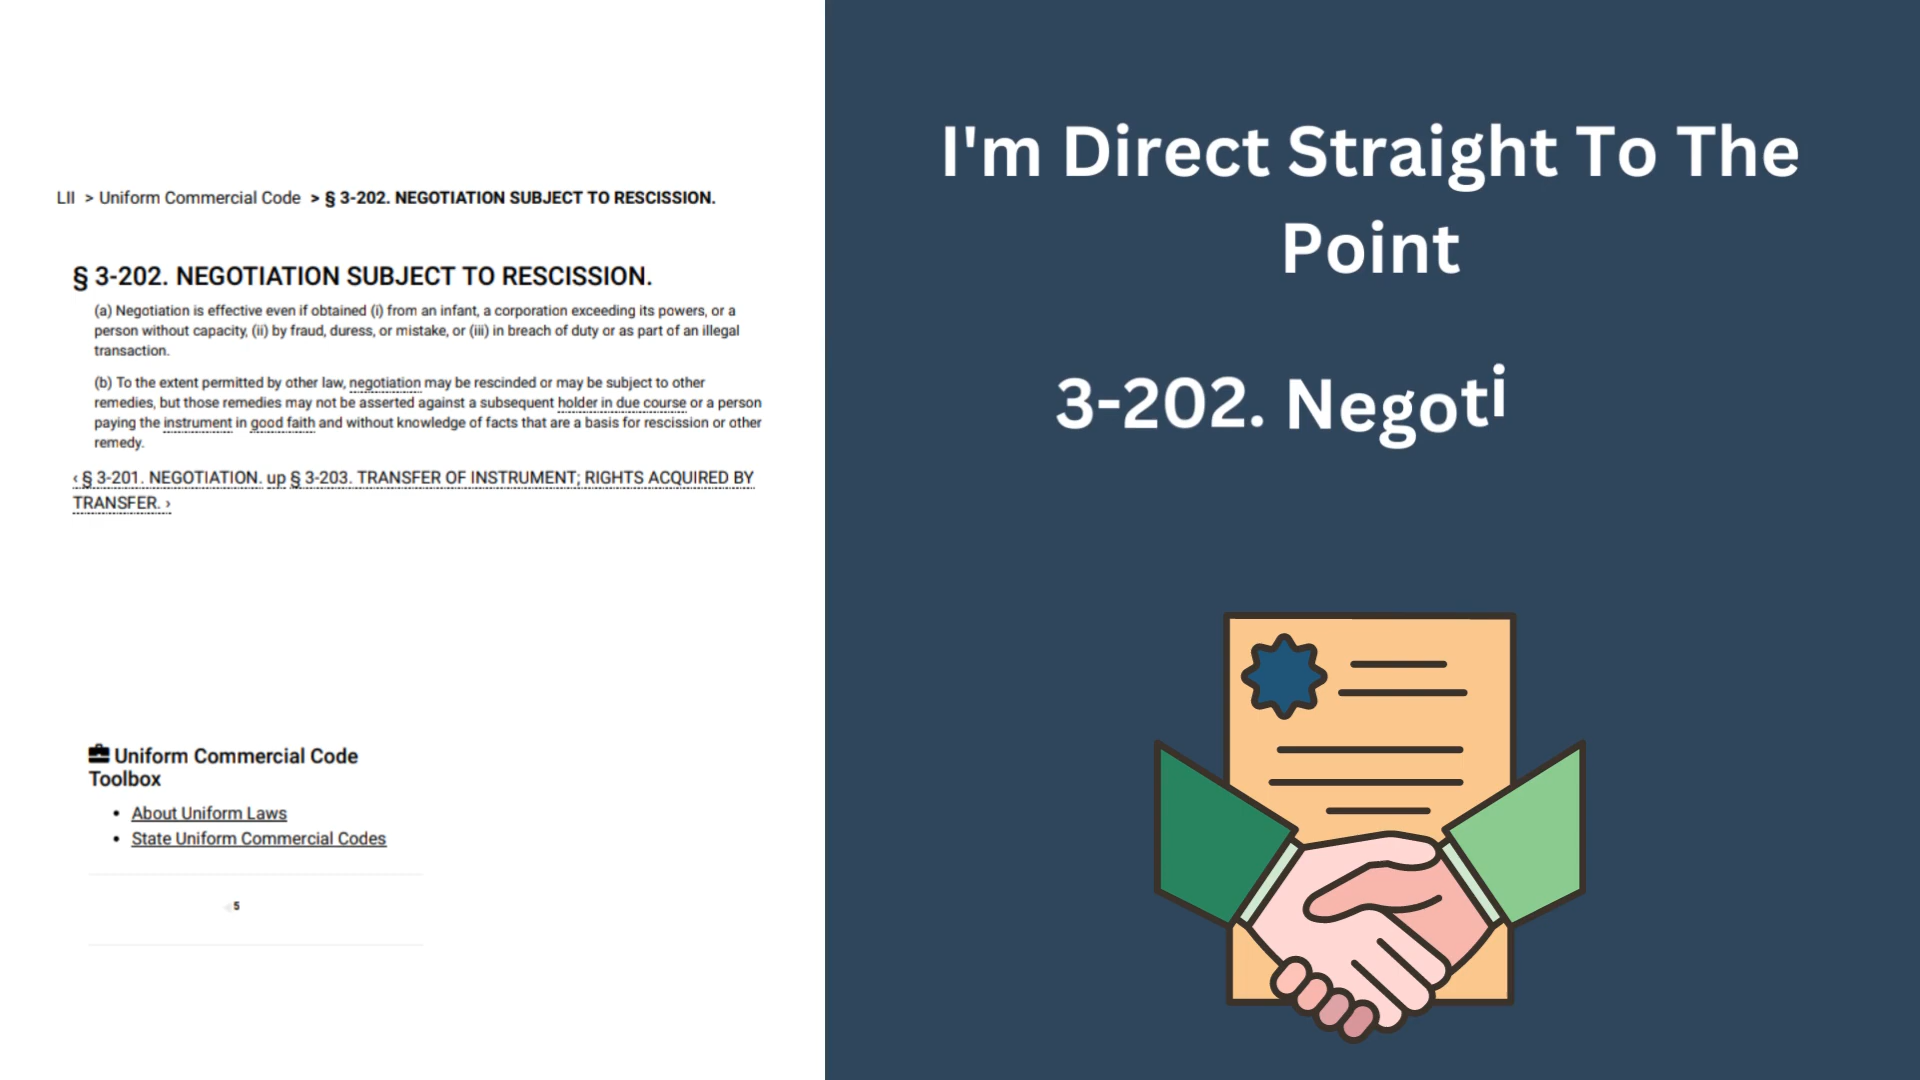 LII > Uniform Commercial Code > § 3-202. NEGOTIATION SUBJECT TO RESCISSION.
§ 3-202. NEGOTIATION SUBJECT TO RESCISSION.
(a) Negotiation is effective even if obtained (i) from an infant, a corporation exceeding its powers, or a
person without capacity, (ii) by fraud, duress, or mistake, or (iii) in breach of duty or as part of an illegal
transaction.
(b) To the extent permitted by other law, negotiation may be rescinded or may be subject to other
remedies, but those remedies may not be asserted against a subsequent holder in due course or a person
paying the instrument in good faith and without knowledge of facts that are a basis for rescission or other
remedy.
‹ § 3-201. NEGOTIATION. up § 3-203. TRANSFER OF INSTRUMENT; RIGHTS ACQUIRED BY
TRANSFER. ›
Uniform Commercial Code
Toolbox
• About Uniform Laws
• State Uniform Commercial Codes
5
I'm Direct Straight To The
Point
3-202. Negoti